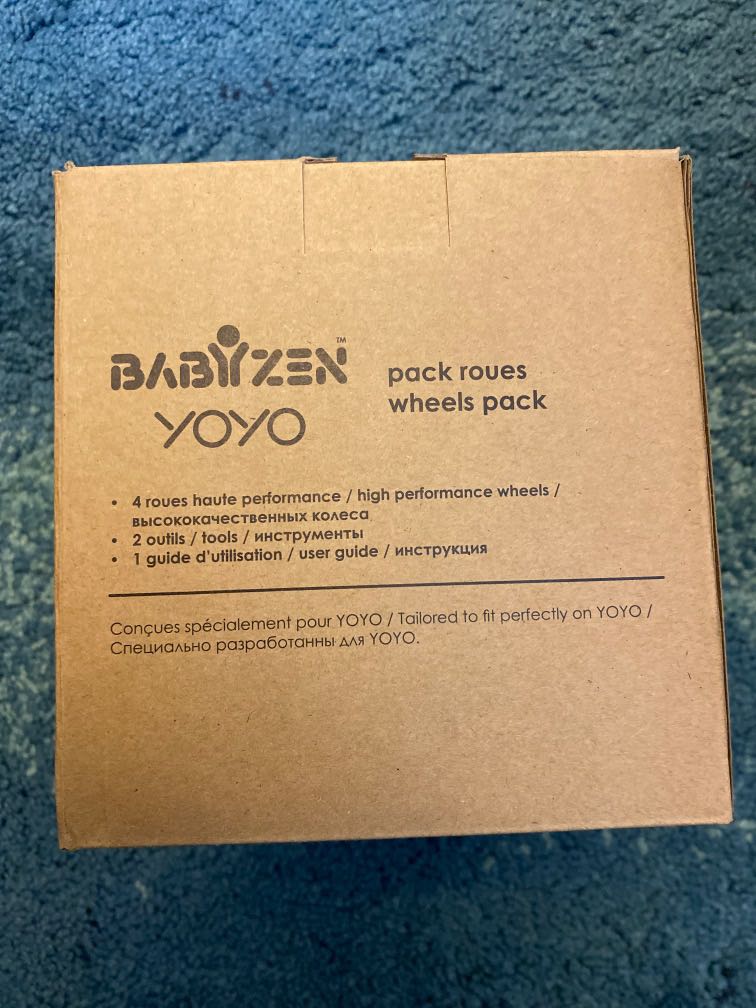 BABYZEN™
YOYO
pack roues
wheels pack
• 4 roues haute performance / high performance wheels /
высококачественных колеса
• 2 outils / tools / инструменты
• 1 guide d'utilisation / user guide / инструкция
Conçues spécialement pour YOYO / Tailored to fit perfectly on YOYO /
Специально разработанны для YOYO.